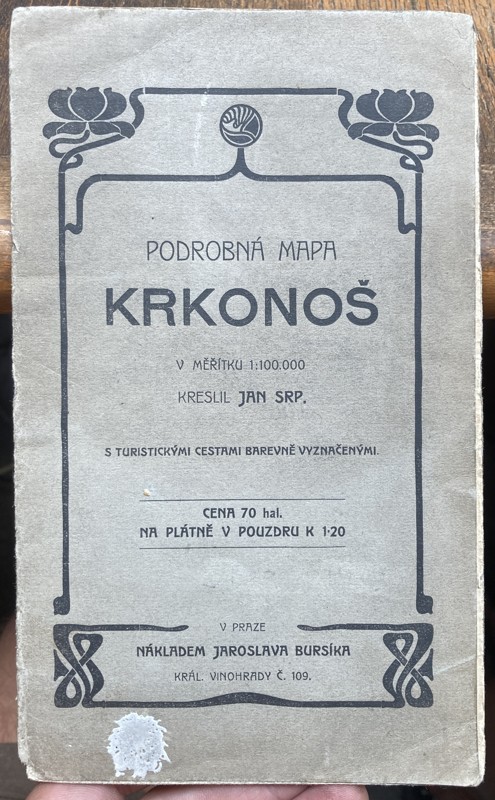 PODROBNÁ MAPA
KRKONOŠ
V MĚŘÍTKU 1:100.000
KRESLIL JAN SRP.
S TURISTICKÝMI CESTAMI BAREVNĚ VYZNAČENÝMI.
CENA 70 hal.
NA PLÁTNĚ V POUZDRU K 1·20
V PRAZE
NÁKLADEM JAROSLAVA BURSÍKA
KRÁL. VINOHRADY Č. 109.